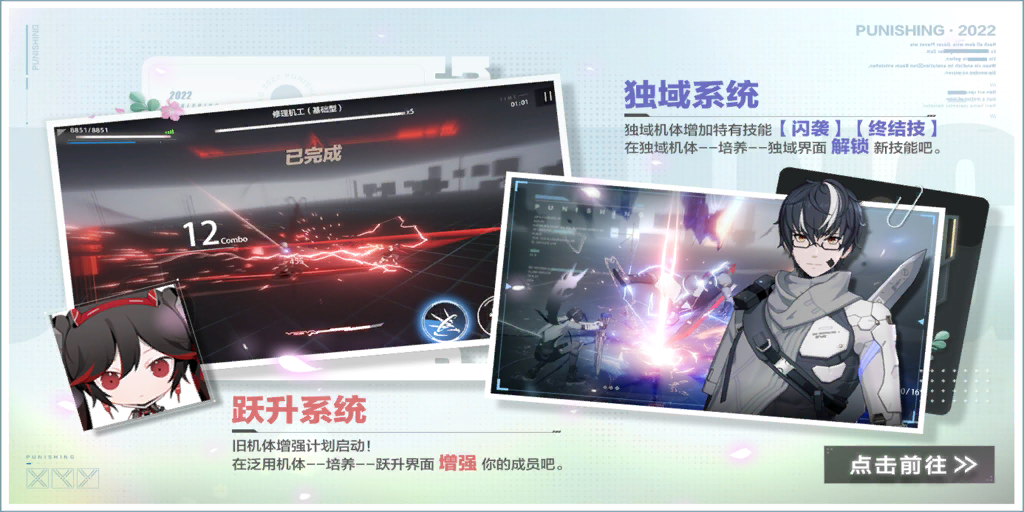 PUNISHING
PUNISHING · 2022
2022
独域系统
独域机体增加特有技能【闪袭】【终结技】
在独域机体--培养--独域界面 解锁 新技能吧。
修理机工（基础型）
x5
01:01
8851/8851
已完成
12 Combo
PUNISHING
跃升系统
旧机体增强计划启动！
在泛用机体--培养--跃升界面 增强 你的成员吧。
PUNISHING
点击前往